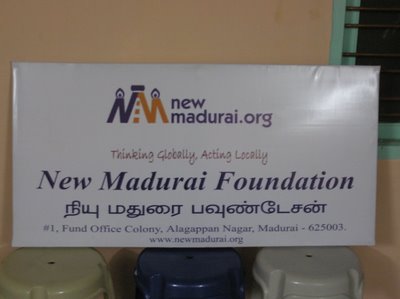 new
madurai.org
Thinking Globally, Acting Locally
New Madurai Foundation
நியு மதுரை பவுண்டேசன்
#1, Fund Office Colony, Alagappan Nagar, Madurai - 625003.
www.newmadurai.org